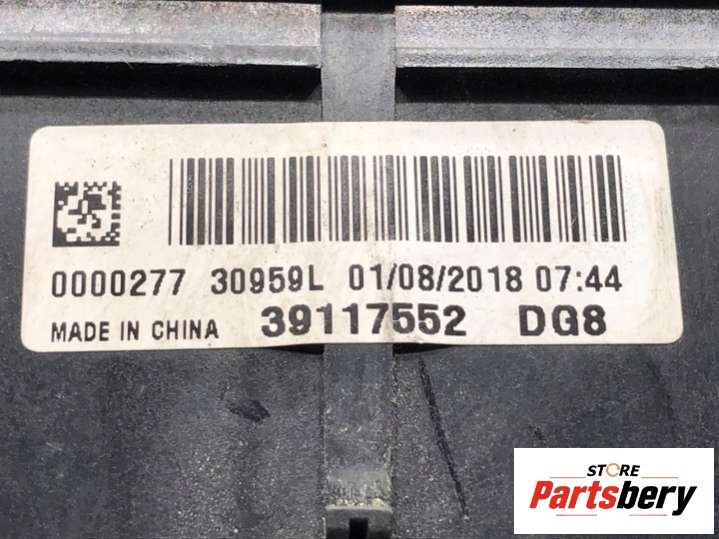 0000277 30959L 01/08/2018 07:44
MADE IN CHINA 39117552 DG8
STORE
Partsbery